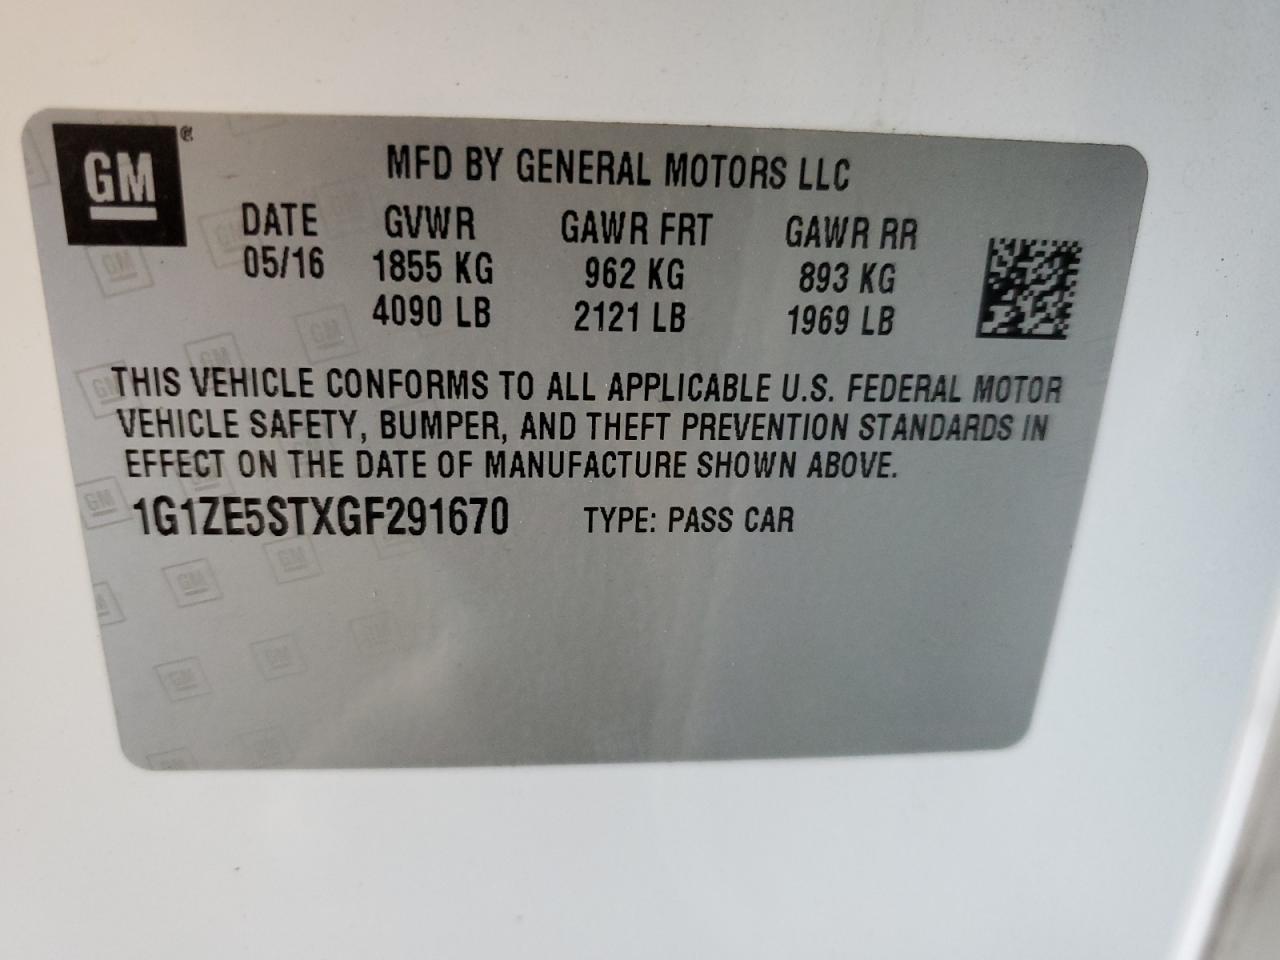 GM®
MFD BY GENERAL MOTORS LLC
DATE GVWR GAWR FRT GAWR RR
05/16 1855 KG 962 KG 893 KG
4090 LB 2121 LB 1969 LB
THIS VEHICLE CONFORMS TO ALL APPLICABLE U.S. FEDERAL MOTOR
VEHICLE SAFETY, BUMPER, AND THEFT PREVENTION STANDARDS IN
EFFECT ON THE DATE OF MANUFACTURE SHOWN ABOVE.
1G1ZE5STXGF291670 TYPE: PASS CAR